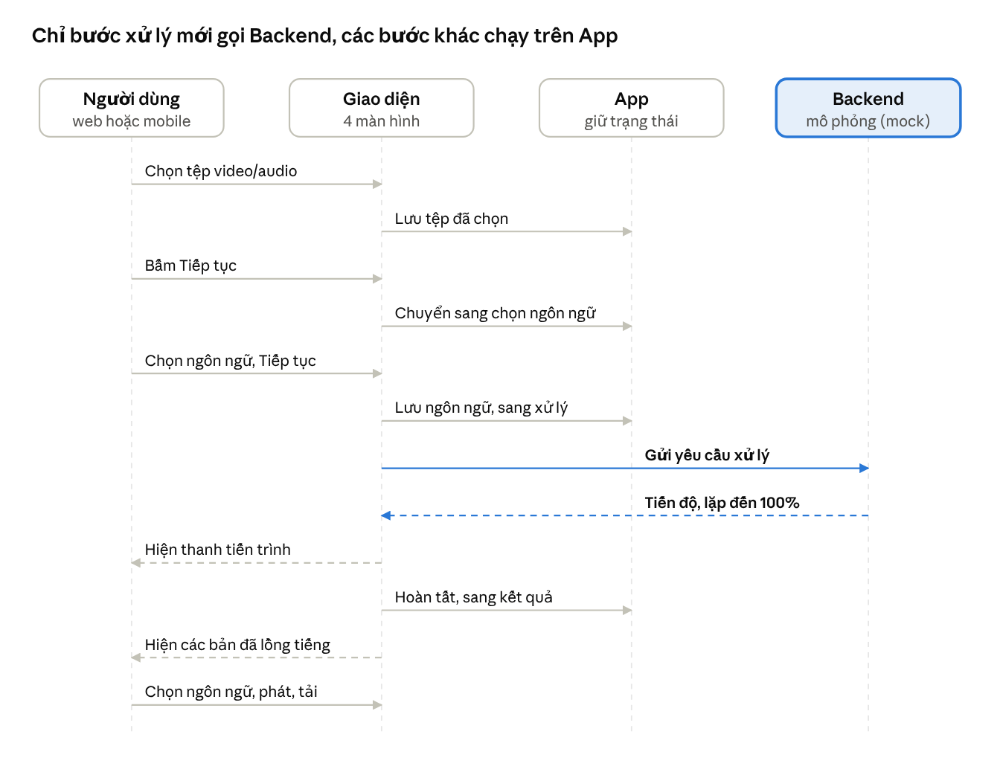 Chỉ bước xử lý mới gọi Backend, các bước khác chạy trên App
Người dùng
web hoặc mobile
Giao diện
4 màn hình
App
giữ trạng thái
Backend
mô phỏng (mock)
Chọn tệp video/audio
Lưu tệp đã chọn
Bấm Tiếp tục
Chuyển sang chọn ngôn ngữ
Chọn ngôn ngữ, Tiếp tục
Lưu ngôn ngữ, sang xử lý
Gửi yêu cầu xử lý
Tiến độ, lặp đến 100%
Hiện thanh tiến trình
Hoàn tất, sang kết quả
Hiện các bản đã lồng tiếng
Chọn ngôn ngữ, phát, tải